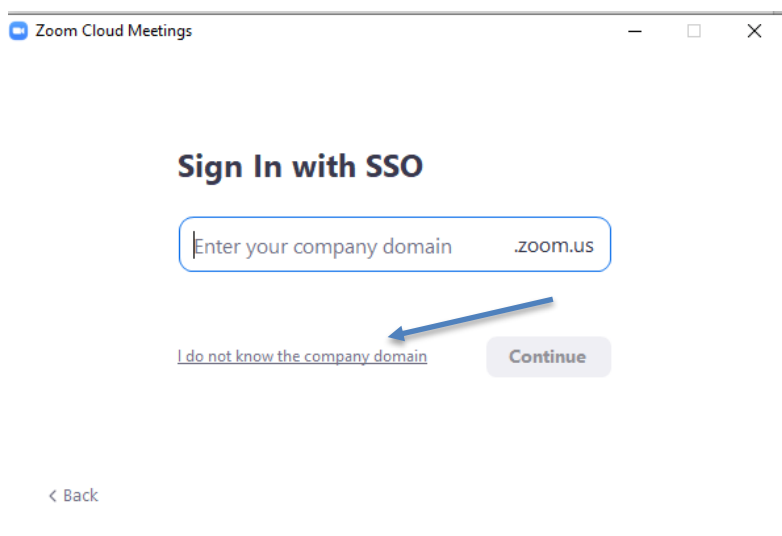 Zoom Cloud Meetings
Sign In with SSO
Enter your company domain .zoom.us
I do not know the company domain Continue
< Back